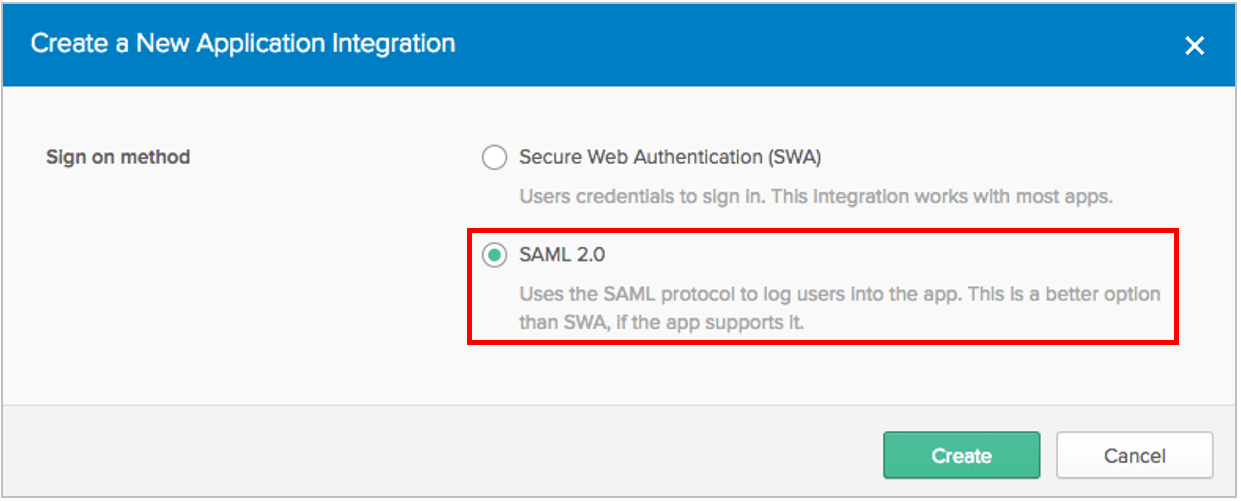 Create a New Application Integration
Sign on method
Secure Web Authentication (SWA)
Users credentials to sign in. This integration works with most apps.
SAML 2.0
Uses the SAML protocol to log users into the app. This is a better option
than SWA, if the app supports it.
Create
Cancel